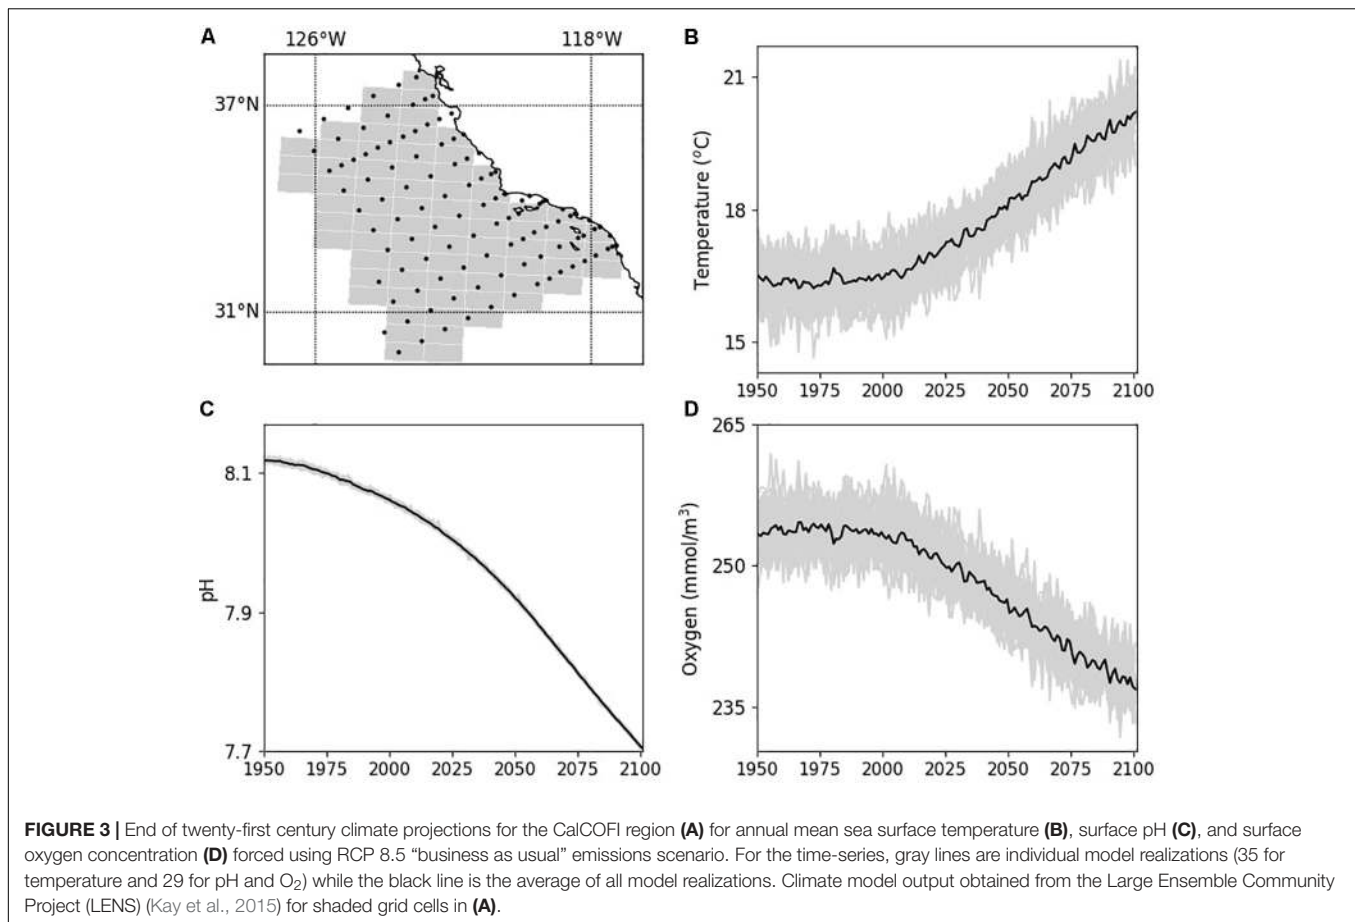 A
126°W
118°W
37°N
31°N
B
Temperature (°C)
21
18
15
1950 1975 2000 2025 2050 2075 2100
C
pH
8.1
7.9
7.7
1950 1975 2000 2025 2050 2075 2100
D
Oxygen (mmol/m³)
265
250
235
1950 1975 2000 2025 2050 2075 2100
FIGURE 3 | End of twenty-first century climate projections for the CalCOFI region (A) for annual mean sea surface temperature (B), surface pH (C), and surface
oxygen concentration (D) forced using RCP 8.5 “business as usual” emissions scenario. For the time-series, gray lines are individual model realizations (35 for
temperature and 29 for pH and O₂) while the black line is the average of all model realizations. Climate model output obtained from the Large Ensemble Community
Project (LENS) (Kay et al., 2015) for shaded grid cells in (A).